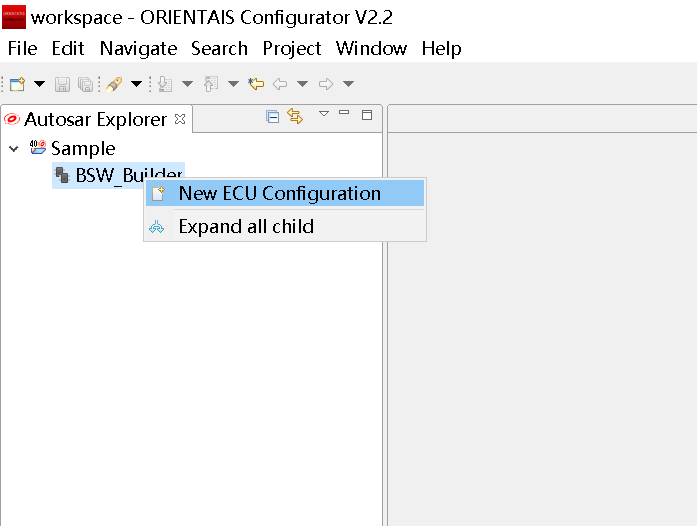 workspace - ORIENTAIS Configurator V2.2
File Edit Navigate Search Project Window Help
Autosar Explorer
Sample
BSW_Builder
New ECU Configuration
Expand all child